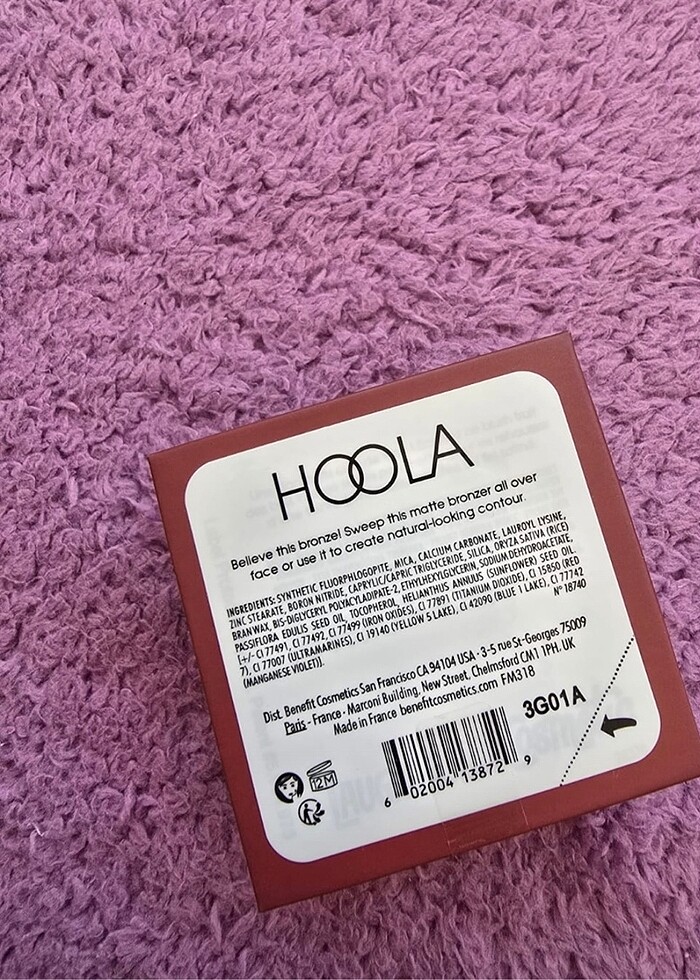 HOOLA
Believe this bronze! Sweep this matte bronzer all over
face or use it to create natural-looking contour.
INGREDIENTS: SYNTHETIC FLUORPHLOGOPITE, MICA, CALCIUM CARBONATE, LAUROYL LYSINE,
ZINC STEARATE, BORON NITRIDE, CAPRYLIC/CAPRIC TRIGLYCERIDE, SILICA, ORYZA SATIVA (RICE)
BRAN WAX, BIS-DIGLYCERYL POLYACYLADIPATE-2, ETHYLHEXYLGLYCERIN, SODIUM DEHYDROACETATE,
PASSIFLORA EDULIS SEED OIL, TOCOPHEROL, HELIANTHUS ANNUUS (SUNFLOWER) SEED OIL.
[+/- CI 77491, CI 77492, CI 77499 (IRON OXIDES), CI 77891 (TITANIUM DIOXIDE), CI 15850 (RED
7), CI 77007 (ULTRAMARINES), CI 19140 (YELLOW 5 LAKE), CI 42090 (BLUE 1 LAKE), CI 77742
(MANGANESE VIOLET)].
N° 18740
Dist. Benefit Cosmetics San Francisco CA 94104 USA · 3-5 rue St-Georges 75009
Paris - France · Marconi Building, New Street, Chelmsford CM1 1PH. UK
Made in France benefitcosmetics.com FM318
3G01A
12M
6 02004 13872 9